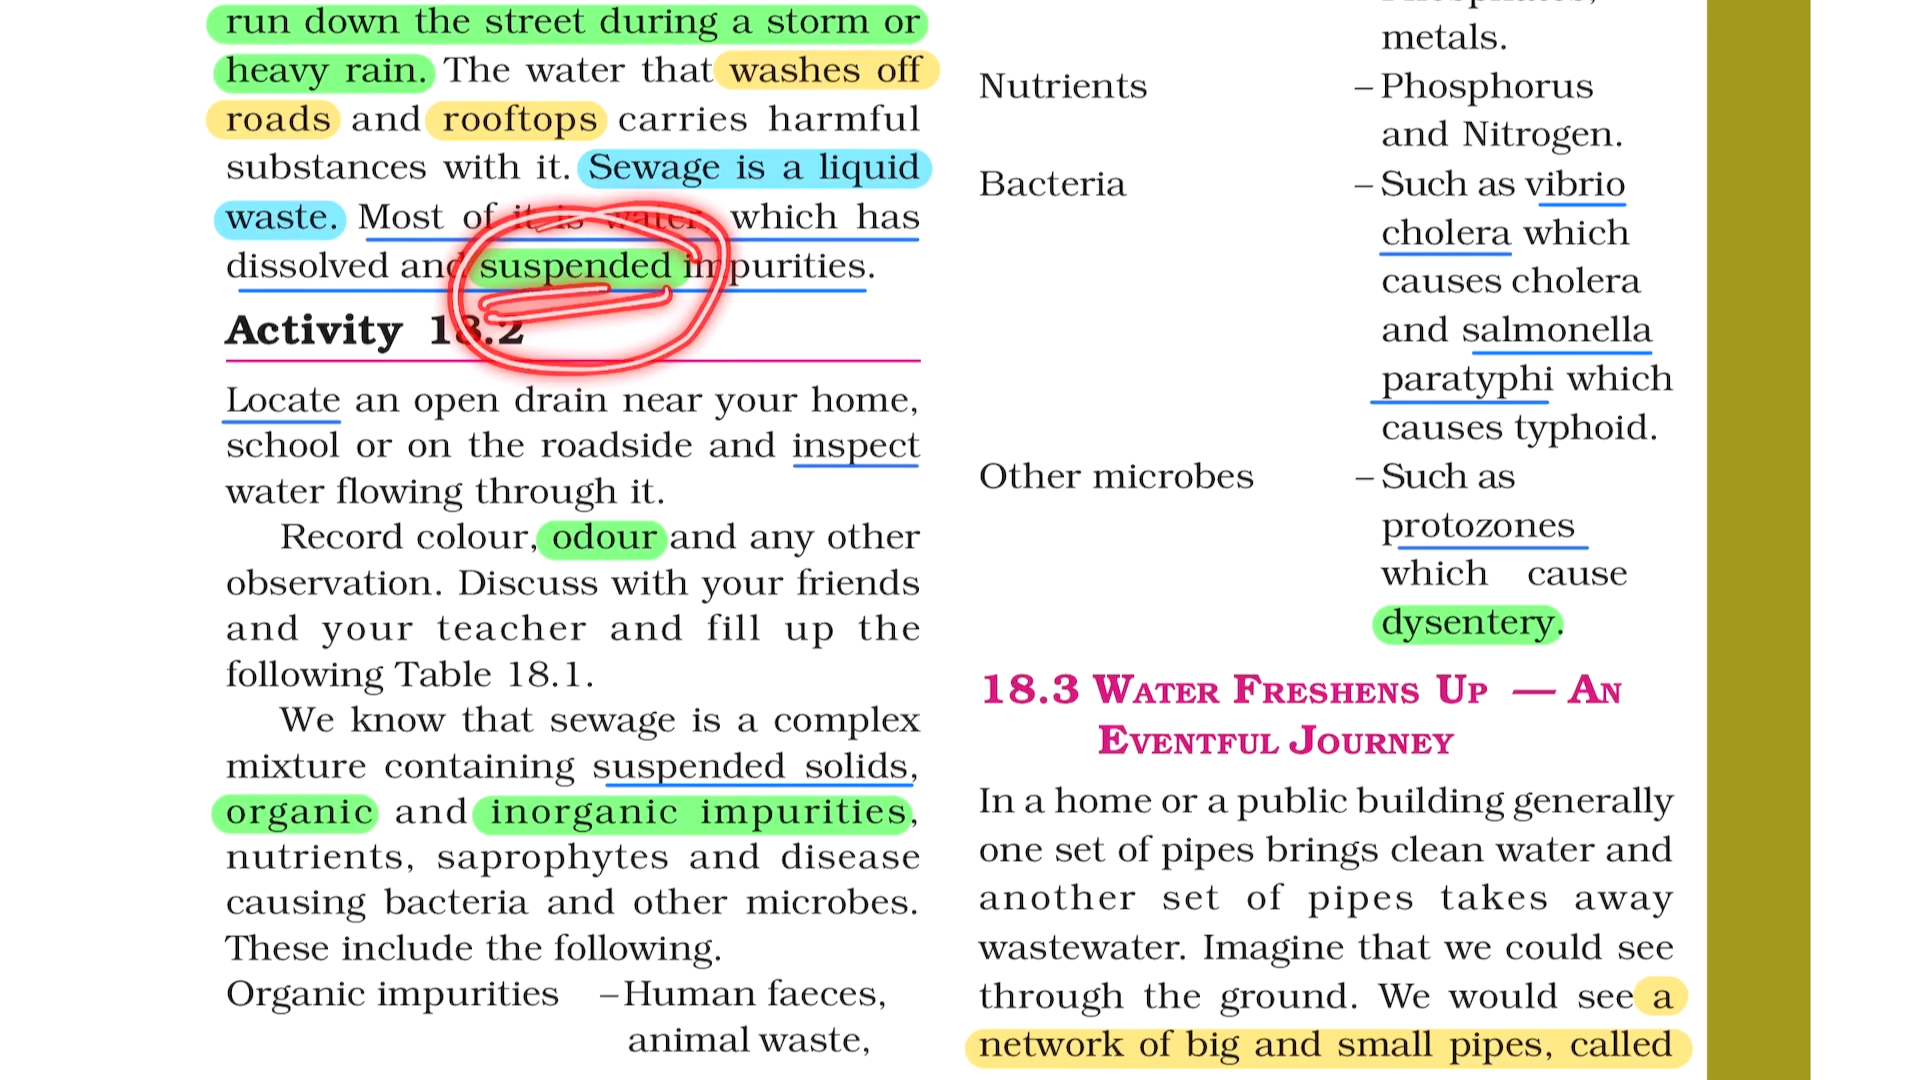 run down the street during a storm or
heavy rain. The water that washes off
roads and rooftops carries harmful
substances with it. Sewage is a liquid
waste. Most of it is water, which has
dissolved and suspended impurities.
Activity 18.2
Locate an open drain near your home,
school or on the roadside and inspect
water flowing through it.
Record colour, odour and any other
observation. Discuss with your friends
and your teacher and fill up the
following Table 18.1.
We know that sewage is a complex
mixture containing suspended solids,
organic and inorganic impurities,
nutrients, saprophytes and disease
causing bacteria and other microbes.
These include the following.
Organic impurities –Human faeces,
animal waste,
metals.
Nutrients – Phosphorus
and Nitrogen.
Bacteria – Such as vibrio
cholera which
causes cholera
and salmonella
paratyphi which
causes typhoid.
Other microbes – Such as
protozones
which cause
dysentery.
18.3 WATER FRESHENS UP — AN
EVENTFUL JOURNEY
In a home or a public building generally
one set of pipes brings clean water and
another set of pipes takes away
wastewater. Imagine that we could see
through the ground. We would see a
network of big and small pipes, called